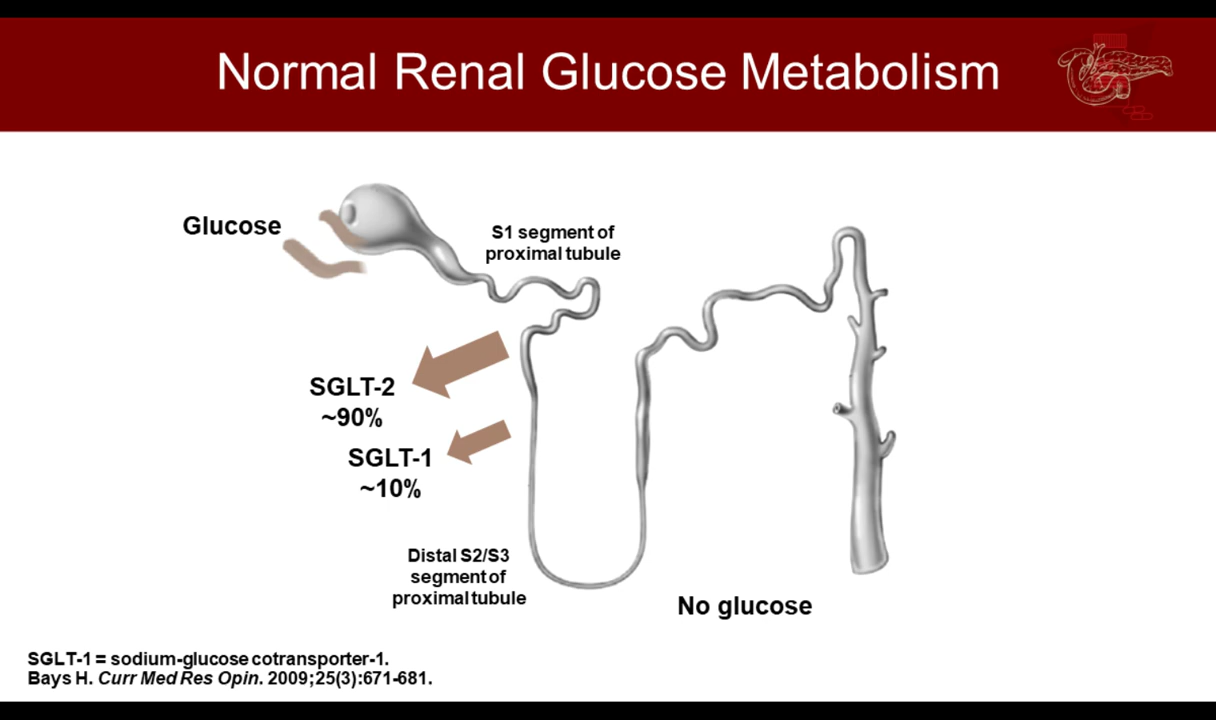 Normal Renal Glucose Metabolism
Glucose
S1 segment of
proximal tubule
SGLT-2
~90%
SGLT-1
~10%
Distal S2/S3
segment of
proximal tubule
No glucose
SGLT-1 = sodium-glucose cotransporter-1.
Bays H. Curr Med Res Opin. 2009;25(3):671-681.